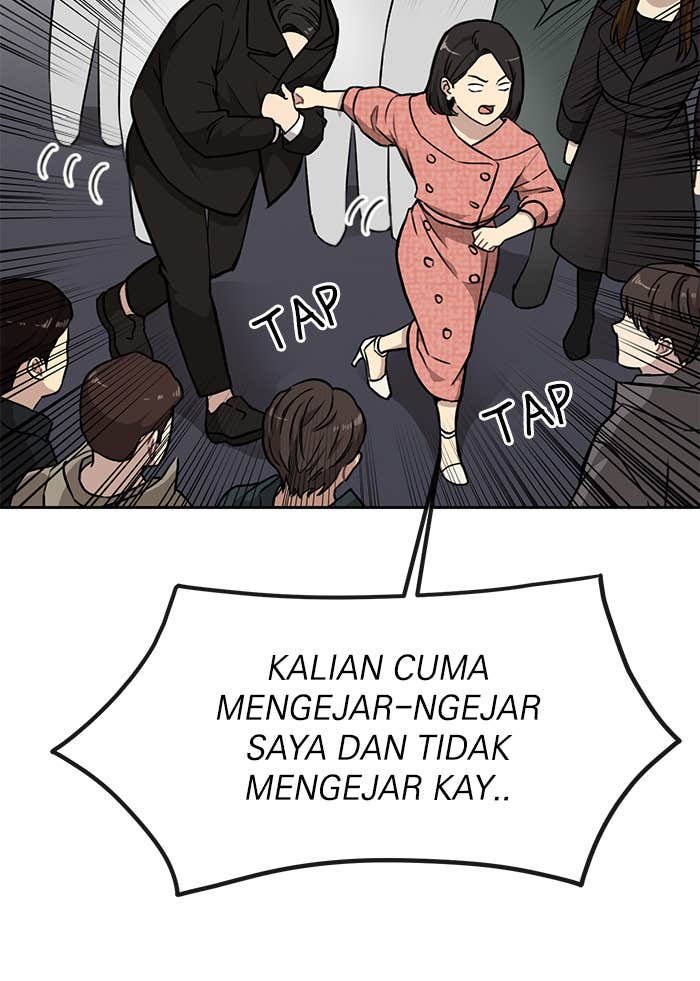 TAP
TAP
KALIAN CUMA
MENGEJAR-NGEJAR
SAYA DAN TIDAK
MENGEJAR KAY..